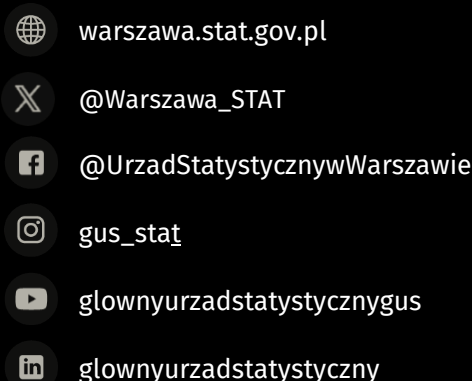 warszawa.stat.gov.pl
@Warszawa_STAT
@UrzadStatystycznywWarszawie
gus_stat
glownyurzadstatystycznygus
glownyurzadstatystyczny